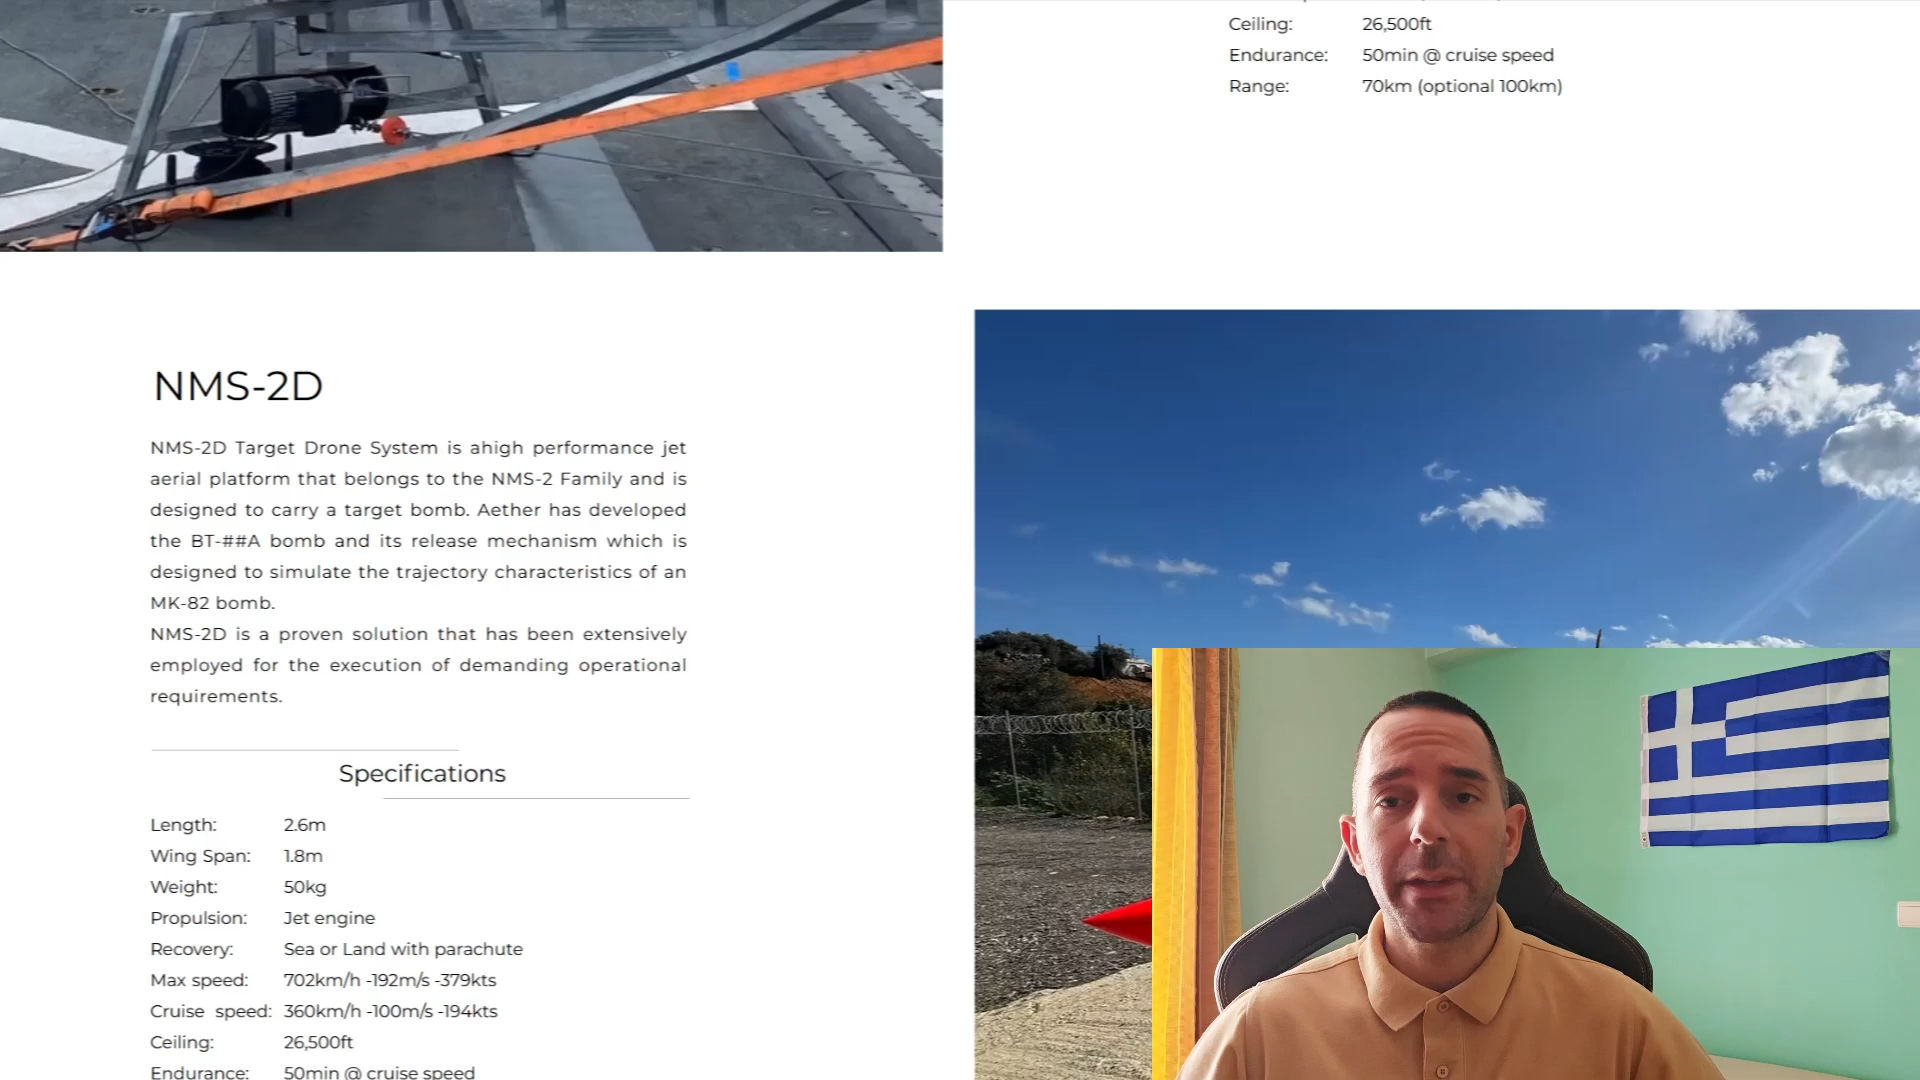 Ceiling: 26,500ft
Endurance: 50min @ cruise speed
Range: 70km (optional 100km)
NMS-2D
NMS-2D Target Drone System is ahigh performance jet
aerial platform that belongs to the NMS-2 Family and is
designed to carry a target bomb. Aether has developed
the BT-##A bomb and its release mechanism which is
designed to simulate the trajectory characteristics of an
MK-82 bomb.
NMS-2D is a proven solution that has been extensively
employed for the execution of demanding operational
requirements.
Specifications
Length: 2.6m
Wing Span: 1.8m
Weight: 50kg
Propulsion: Jet engine
Recovery: Sea or Land with parachute
Max speed: 702km/h -192m/s -379kts
Cruise speed: 360km/h -100m/s -194kts
Ceiling: 26,500ft
Endurance: 50min @ cruise speed